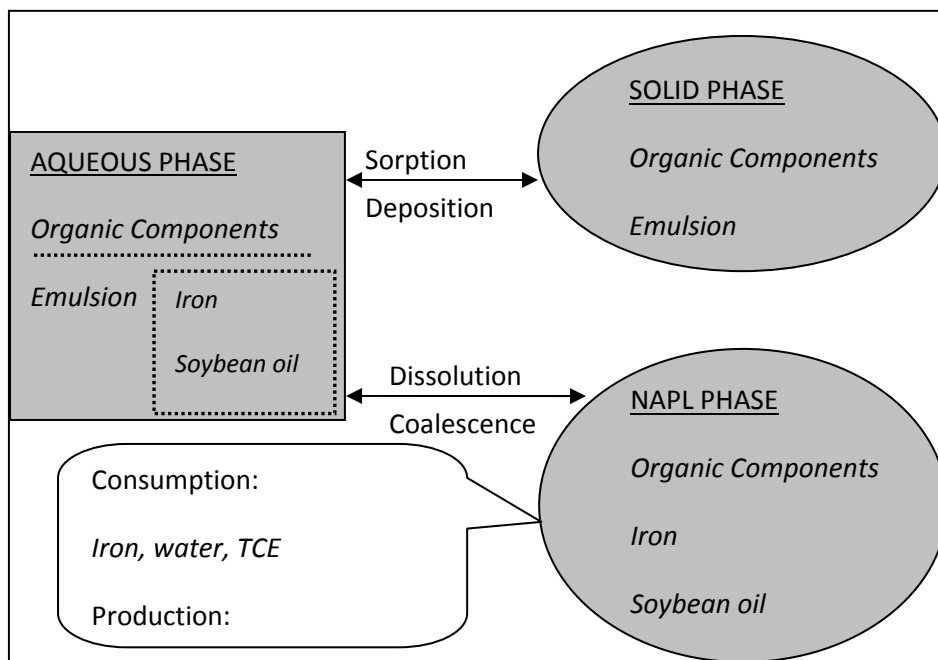 AQUEOUS PHASE
Organic Components
Emulsion
Iron
Soybean oil
Sorption
Deposition
SOLID PHASE
Organic Components
Emulsion
Dissolution
Coalescence
NAPL PHASE
Organic Components
Iron
Soybean oil
Consumption:
Iron, water, TCE
Production: